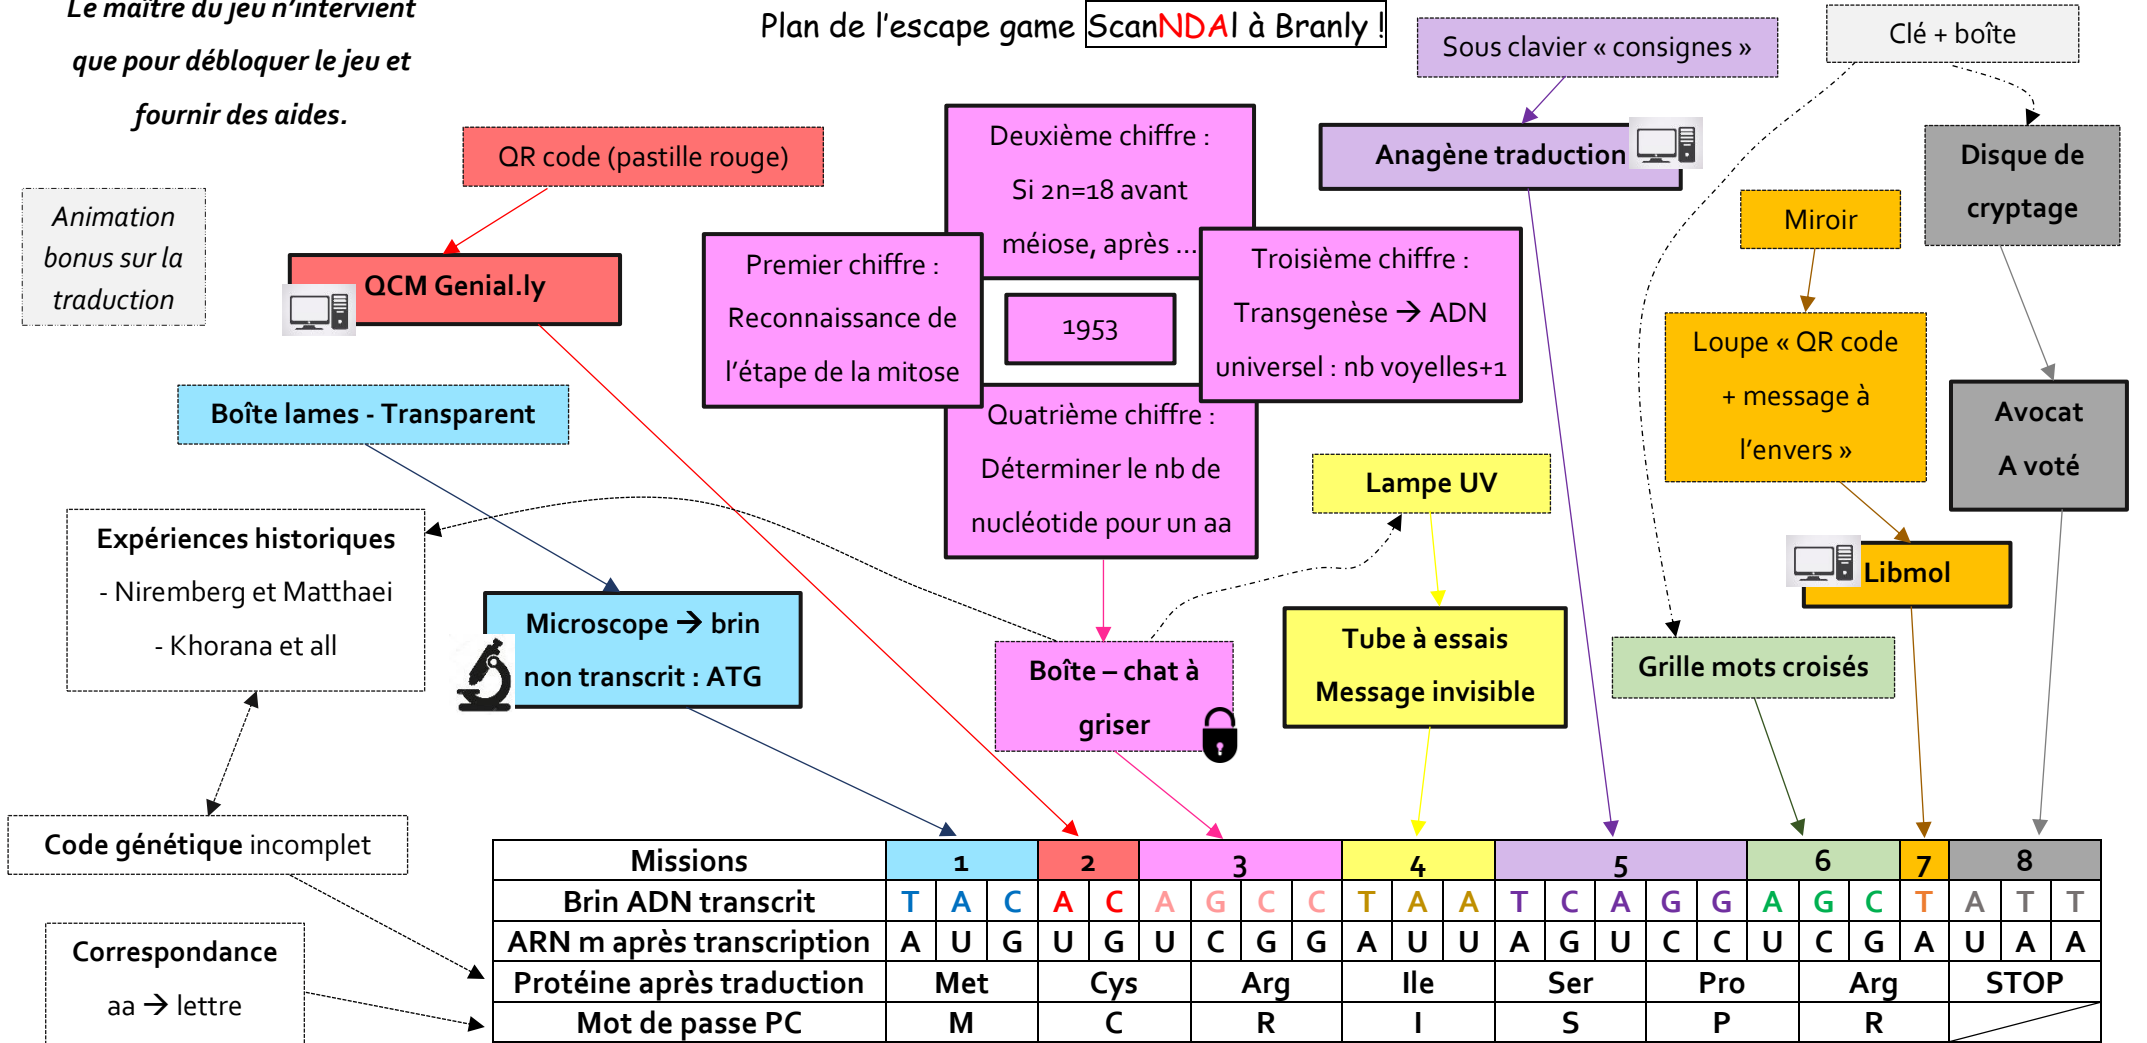 Le maître du jeu n'intervient
que pour débloquer le jeu et
fournir des aides.
Plan de l'escape game ScanNDAl à Branly !
Sous clavier « consignes »
Clé + boîte
QR code (pastille rouge)
Deuxième chiffre :
Si 2n=18 avant
méiose, après ...
Anagène traduction
Disque de
cryptage
Animation
bonus sur la
traduction
Miroir
QCM Genial.ly
Premier chiffre :
Reconnaissance de
l'étape de la mitose
1953
Troisième chiffre :
Transgenèse → ADN
universel : nb voyelles+1
Loupe « QR code
+ message à
l'envers »
Boîte lames - Transparent
Quatrième chiffre :
Déterminer le nb de
nucléotide pour un aa
Avocat
A voté
Lampe UV
Expériences historiques
- Niremberg et Matthaei
- Khorana et all
Libmol
Microscope → brin
non transcrit : ATG
Boîte – chat à
griser
Tube à essais
Message invisible
Grille mots croisés
Code génétique incomplet
Correspondance
aa → lettre
Missions 1 2 3 4 5 6 7 8
Brin ADN transcrit T A C A C A G C C T A A T C A G G A G C T A T T
ARN m après transcription A U G U G U C G G A U U A G U C C U C G A U A A
Protéine après traduction Met Cys Arg Ile Ser Pro Arg STOP
Mot de passe PC M C R I S P R